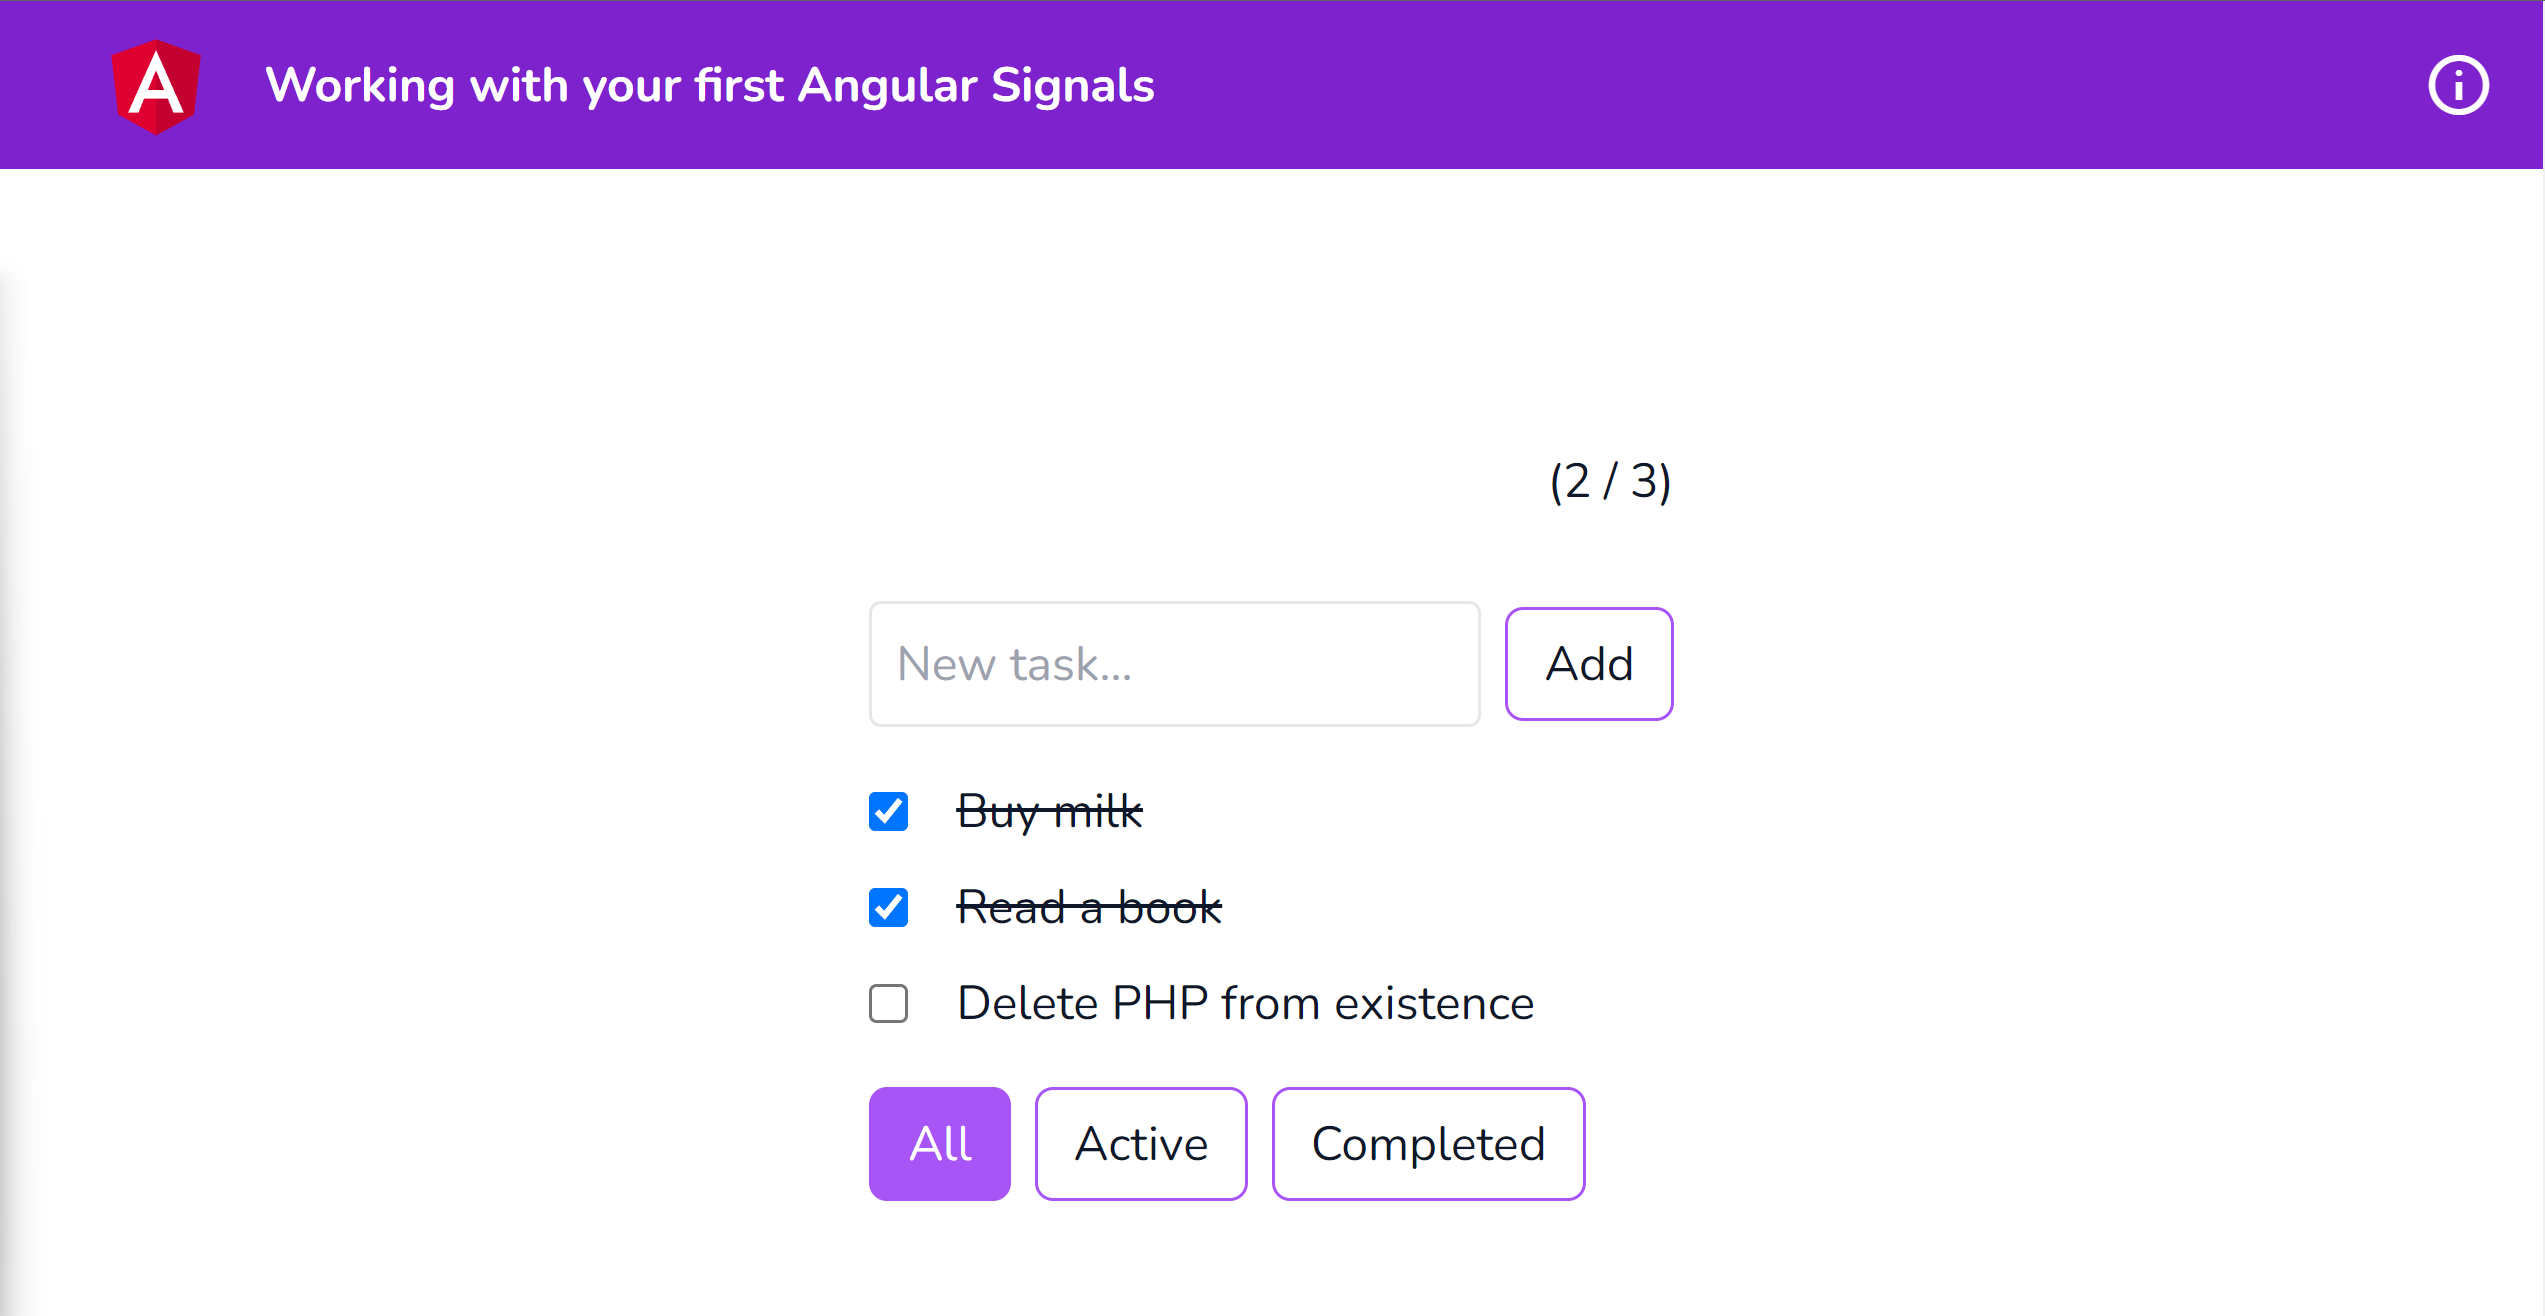 Working with your first Angular Signals
(2 / 3)
New task...
Add
Buy milk
Read a book
Delete PHP from existence
All
Active
Completed